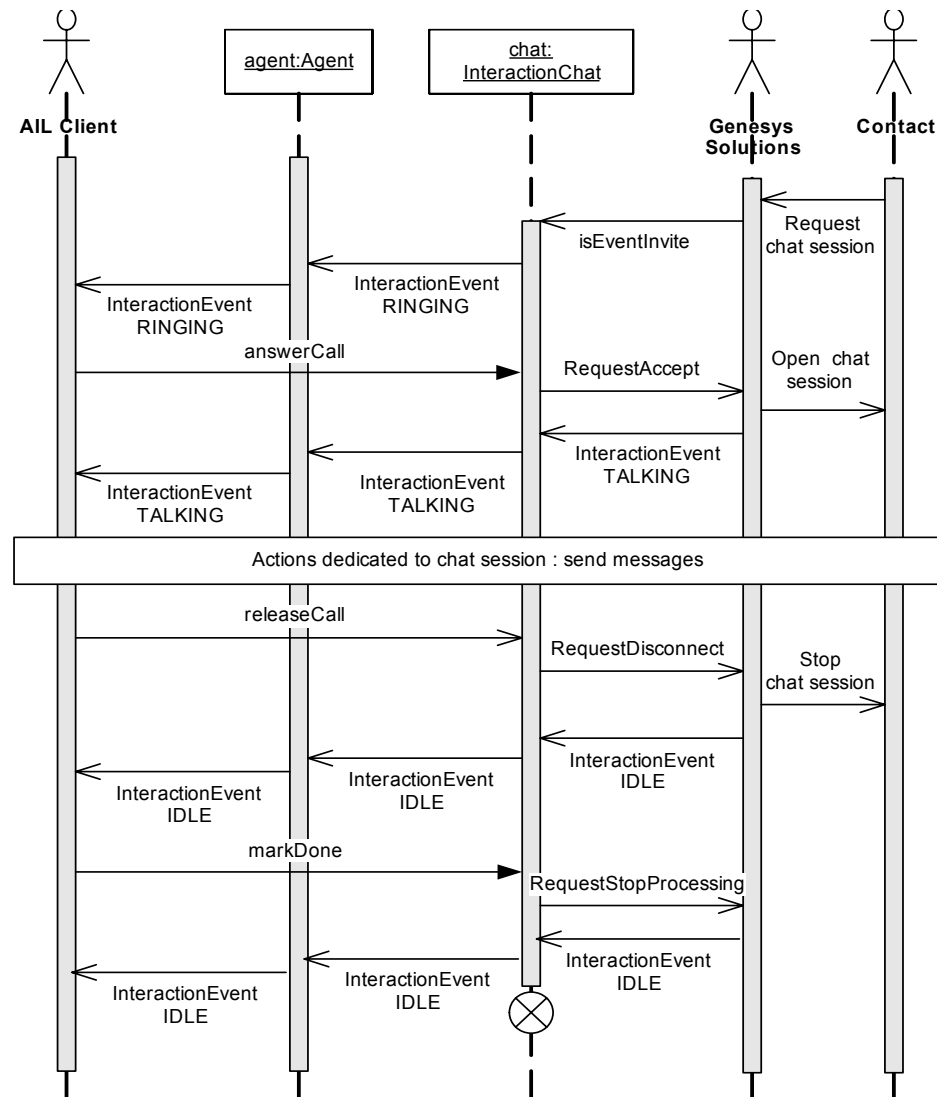 agent:Agent
chat:
InteractionChat
AIL Client
Genesys
Solutions
Contact
Request
chat session
isEventInvite
InteractionEvent
RINGING
InteractionEvent
RINGING
answerCall
RequestAccept
Open chat
session
InteractionEvent
TALKING
InteractionEvent
TALKING
InteractionEvent
TALKING
Actions dedicated to chat session : send messages
releaseCall
RequestDisconnect
Stop
chat session
InteractionEvent
IDLE
InteractionEvent
IDLE
InteractionEvent
IDLE
markDone
RequestStopProcessing
InteractionEvent
IDLE
InteractionEvent
IDLE
InteractionEvent
IDLE